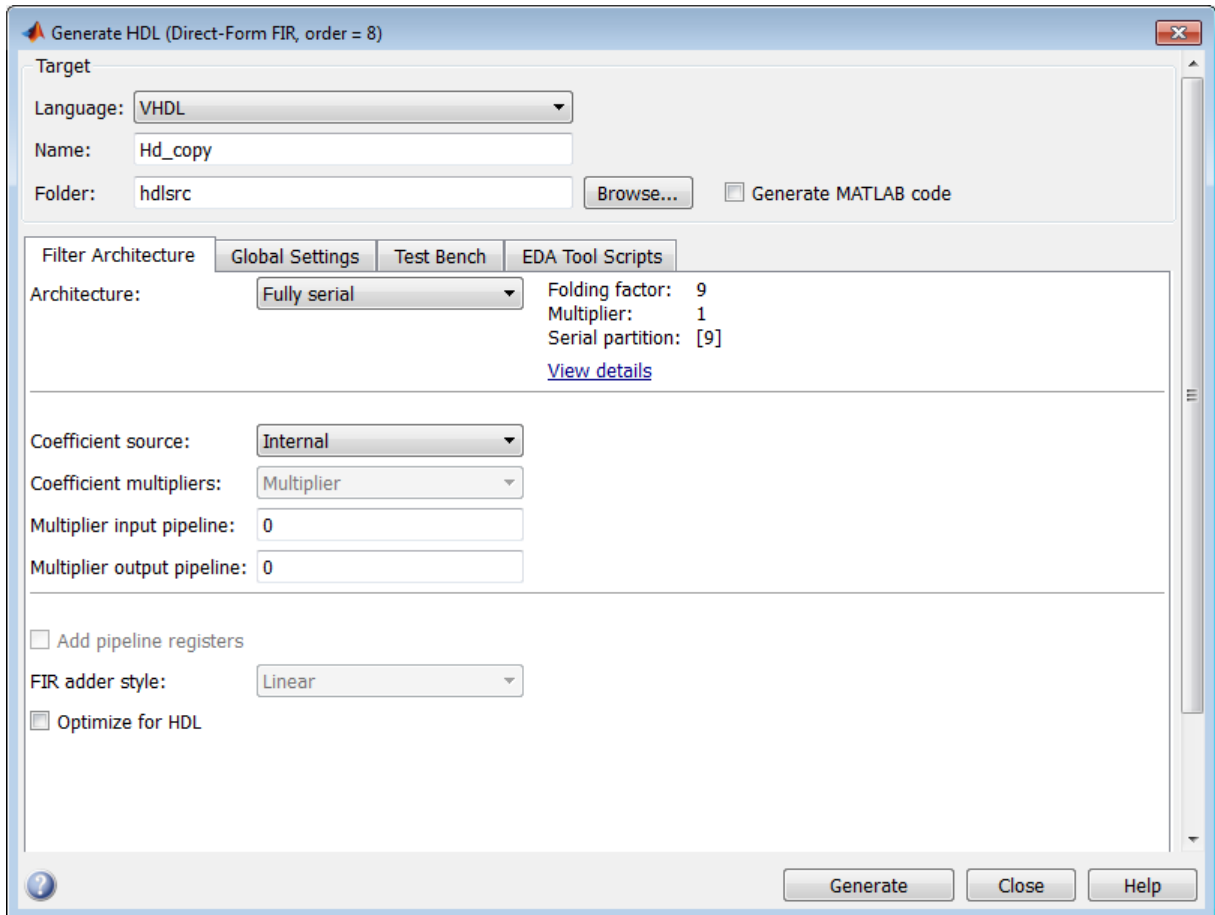 Generate HDL (Direct-Form FIR, order = 8)
Target
Language: VHDL
Name: Hd_copy
Folder: hdlsrc Browse... Generate MATLAB code
Filter Architecture Global Settings Test Bench EDA Tool Scripts
Architecture: Fully serial Folding factor: 9
Multiplier: 1
Serial partition: [9]
View details
Coefficient source: Internal
Coefficient multipliers: Multiplier
Multiplier input pipeline: 0
Multiplier output pipeline: 0
Add pipeline registers
FIR adder style: Linear
Optimize for HDL
? Generate Close Help